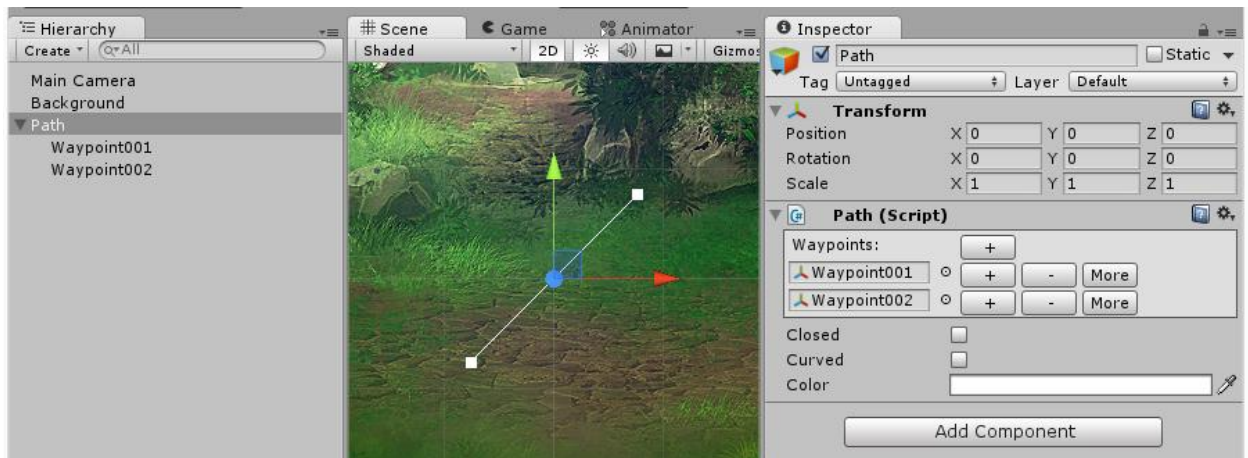 Hierarchy
Create
All
Main Camera
Background
Path
Waypoint001
Waypoint002
Scene
Game
Animator
Shaded
2D
Gizmos
Inspector
Path
Static
Tag Untagged Layer Default
Transform
Position X 0 Y 0 Z 0
Rotation X 0 Y 0 Z 0
Scale X 1 Y 1 Z 1
Path (Script)
Waypoints: +
Waypoint001 + - More
Waypoint002 + - More
Closed
Curved
Color
Add Component